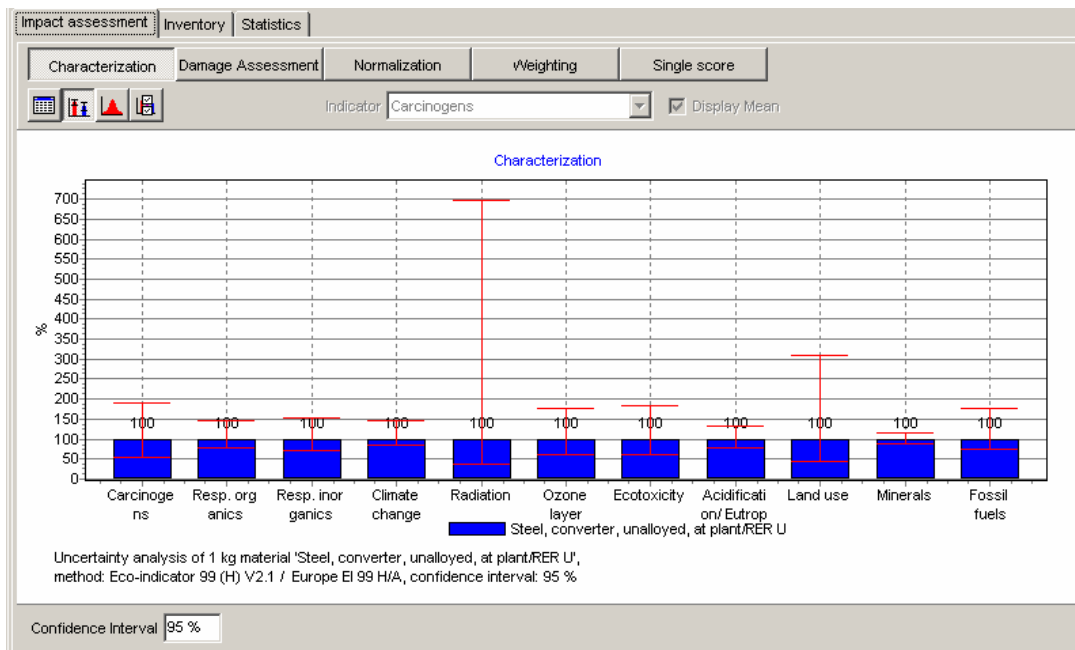 Impact assessment Inventory Statistics
Characterization Damage Assessment Normalization Weighting Single score
Indicator Carcinogens Display Mean
Characterization
700
650
600
550
500
450
400
350
300
250
200
150
100
50
0
%
100 100 100 100 100 100 100 100 100 100 100
Carcinoge Resp. org Resp. inor Climate Radiation Ozone Ecotoxicity Acidificati Land use Minerals Fossil
ns anics ganics change layer on/ Eutrop fuels
Steel, converter, unalloyed, at plant/RER U
Uncertainty analysis of 1 kg material 'Steel, converter, unalloyed, at plant/RER U',
method: Eco-indicator 99 (H) V2.1 / Europe EI 99 H/A, confidence interval: 95 %
Confidence Interval 95 %